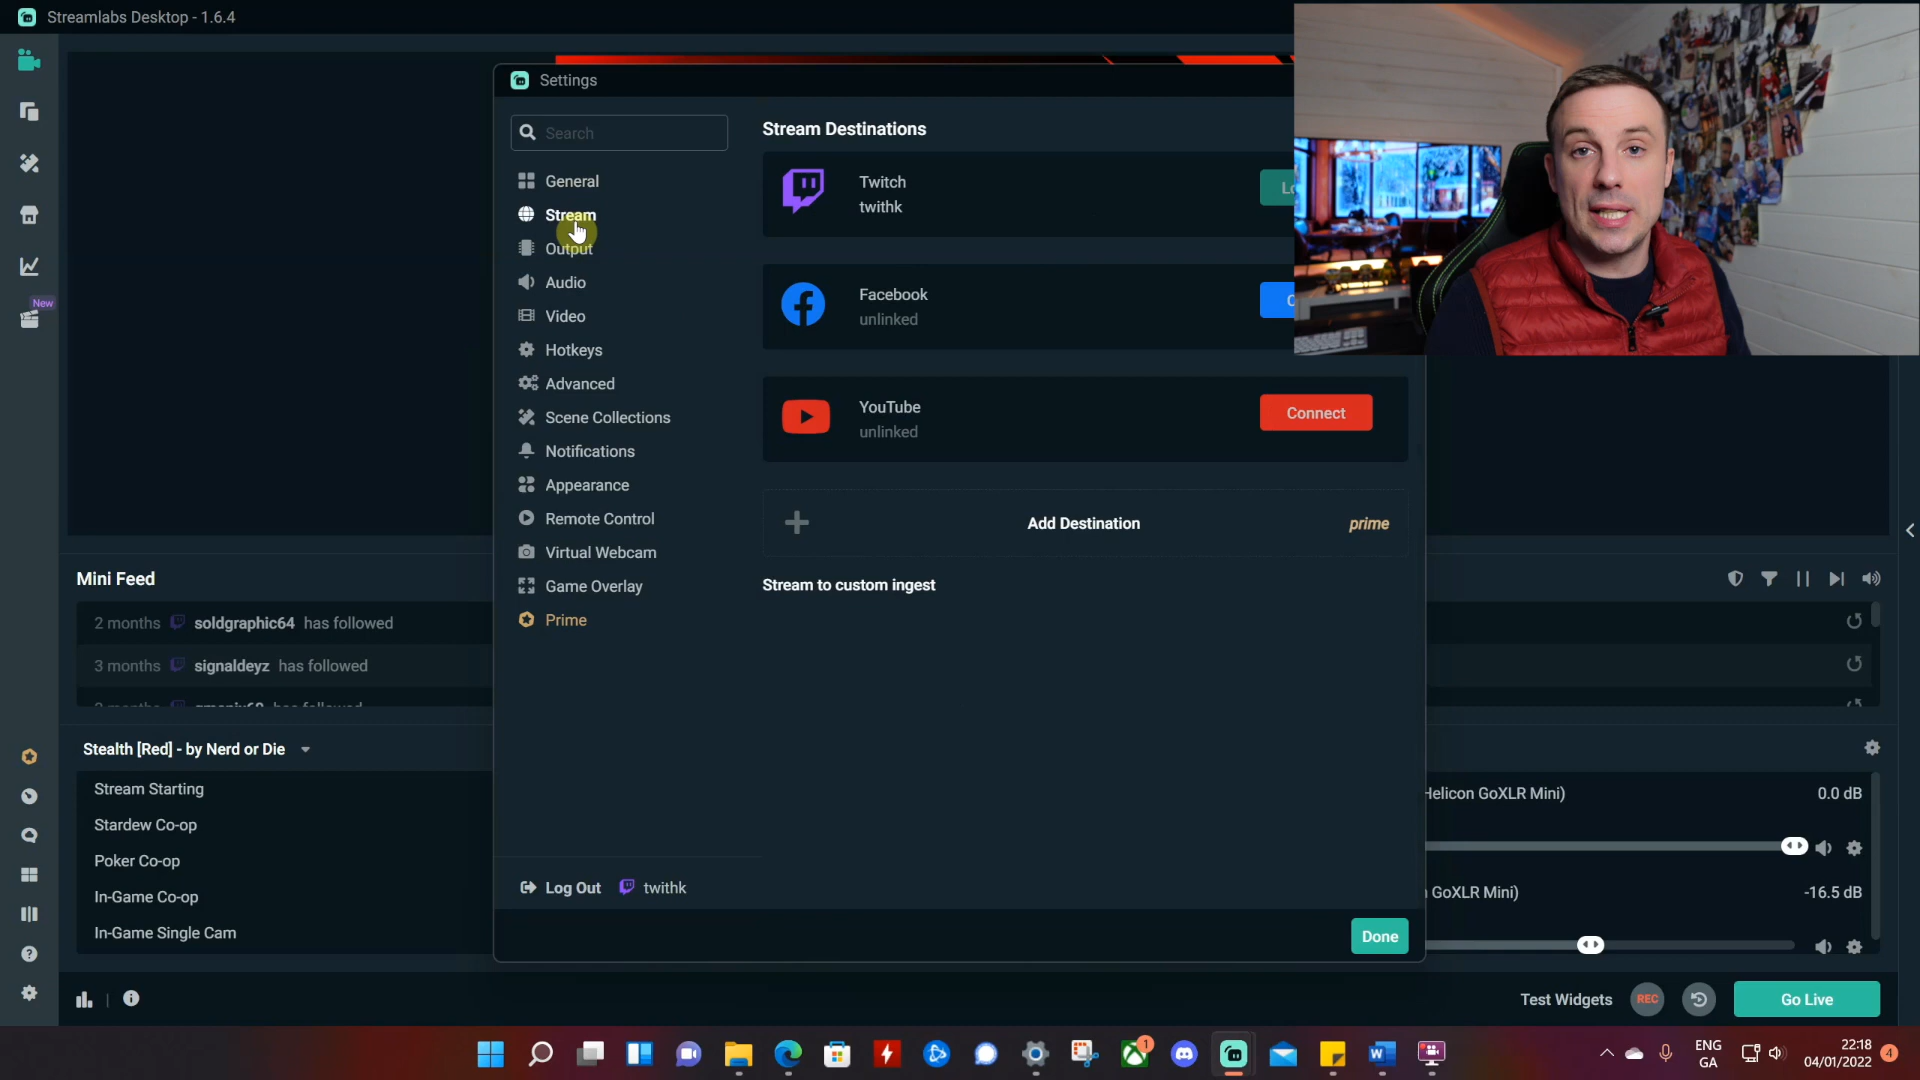 Streamlabs Desktop - 1.6.4
Settings
Search
General
Stream
Output
Audio
Video
Hotkeys
Advanced
Scene Collections
Notifications
Appearance
Remote Control
Virtual Webcam
Game Overlay
Prime
Log Out twithk
Stream Destinations
Twitch
twithk
Facebook
unlinked
YouTube
unlinked
Connect
Add Destination
prime
Stream to custom ingest
Done
New
Mini Feed
2 months soldgraphic64 has followed
3 months signaldeyz has followed
Stealth [Red] - by Nerd or Die
Stream Starting
Stardew Co-op
Poker Co-op
In-Game Co-op
In-Game Single Cam
Helicon GoXLR Mini) 0.0 dB
GoXLR Mini) -16.5 dB
Test Widgets
REC
Go Live
1
ENG
GA
22:18
04/01/2022
4